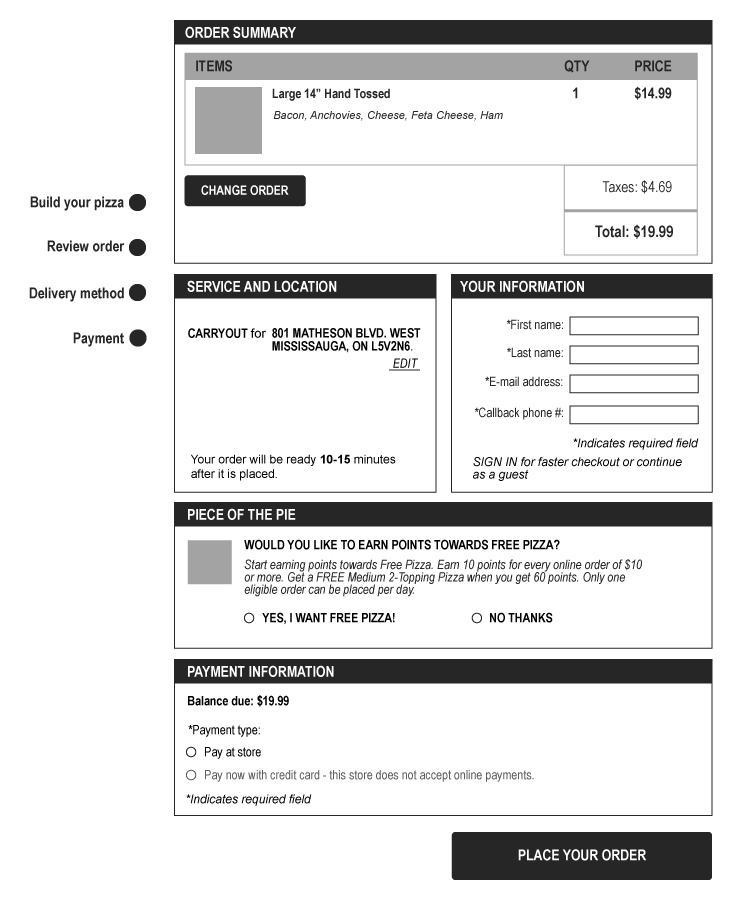 ORDER SUMMARY
ITEMS QTY PRICE
Large 14” Hand Tossed 1 $14.99
Bacon, Anchovies, Cheese, Feta Cheese, Ham
CHANGE ORDER
Taxes: $4.69
Total: $19.99
Build your pizza
Review order
Delivery method
Payment
SERVICE AND LOCATION
CARRYOUT for 801 MATHESON BLVD. WEST
MISSISSAUGA, ON L5V2N6.
EDIT
Your order will be ready 10-15 minutes
after it is placed.
YOUR INFORMATION
*First name:
*Last name:
*E-mail address:
*Callback phone #:
*Indicates required field
SIGN IN for faster checkout or continue
as a guest
PIECE OF THE PIE
WOULD YOU LIKE TO EARN POINTS TOWARDS FREE PIZZA?
Start earning points towards Free Pizza. Earn 10 points for every online order of $10
or more. Get a FREE Medium 2-Topping Pizza when you get 60 points. Only one
eligible order can be placed per day.
YES, I WANT FREE PIZZA! NO THANKS
PAYMENT INFORMATION
Balance due: $19.99
*Payment type:
Pay at store
Pay now with credit card - this store does not accept online payments.
*Indicates required field
PLACE YOUR ORDER